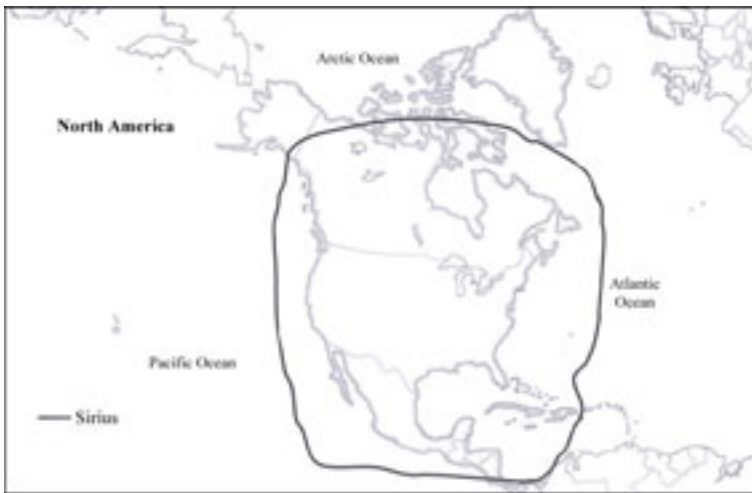 Arctic Ocean
North America
Atlantic
Ocean
Pacific Ocean
Sirius